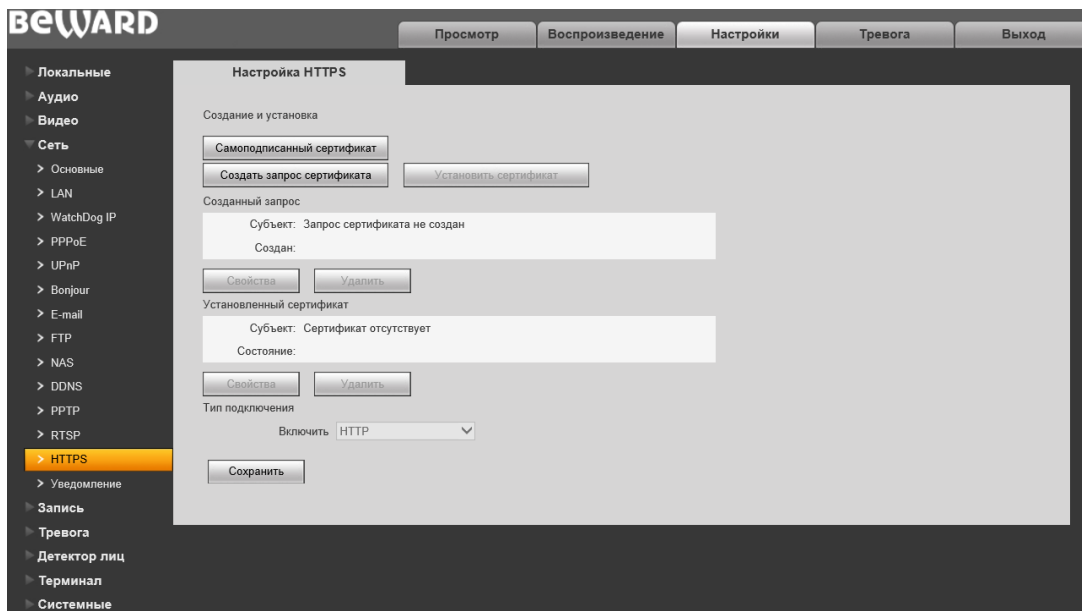 BEWARD
Просмотр
Воспроизведение
Настройки
Тревога
Выход
Локальные
Аудио
Видео
Сеть
Основные
LAN
WatchDog IP
PPPoE
UPnP
Bonjour
E-mail
FTP
NAS
DDNS
PPTP
RTSP
HTTPS
Уведомление
Запись
Тревога
Детектор лиц
Терминал
Системные
Настройка HTTPS
Создание и установка
Самоподписанный сертификат
Создать запрос сертификата
Установить сертификат
Созданный запрос
Субъект: Запрос сертификата не создан
Создан:
Свойства
Удалить
Установленный сертификат
Субъект: Сертификат отсутствует
Состояние:
Свойства
Удалить
Тип подключения
Включить HTTP
Сохранить